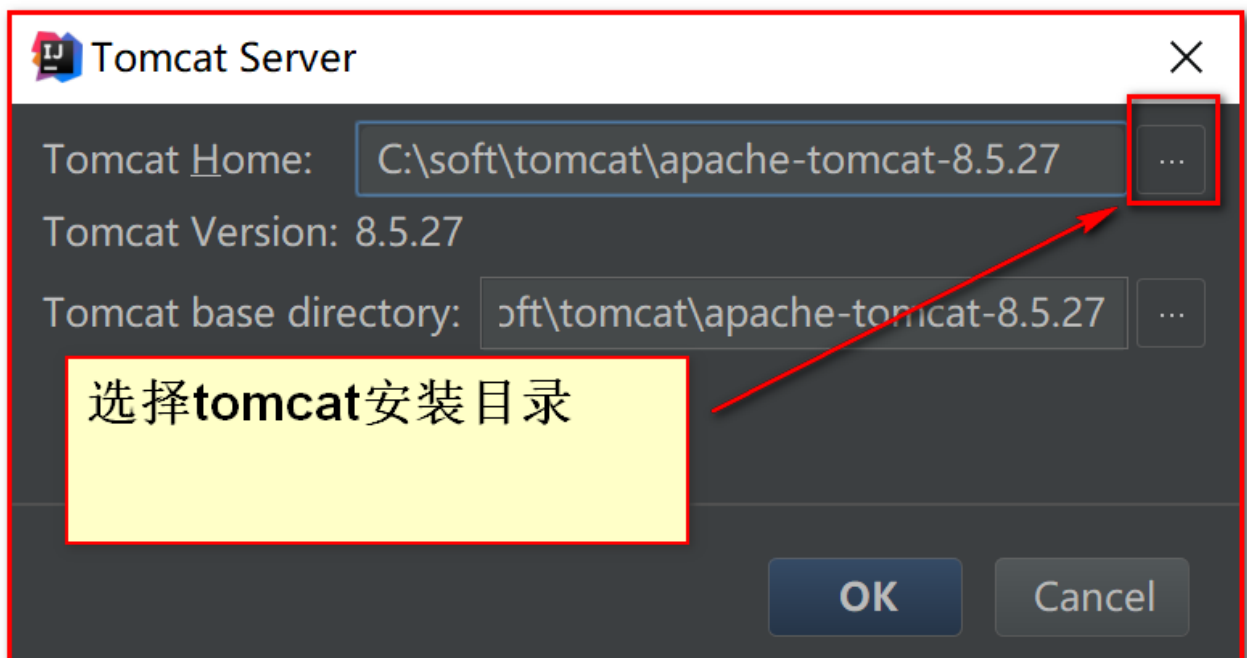 Tomcat Server
Tomcat Home: C:\soft\tomcat\apache-tomcat-8.5.27 ...
Tomcat Version: 8.5.27
Tomcat base directory: oft\tomcat\apache-tomcat-8.5.27 ...
选择tomcat安装目录
OK Cancel